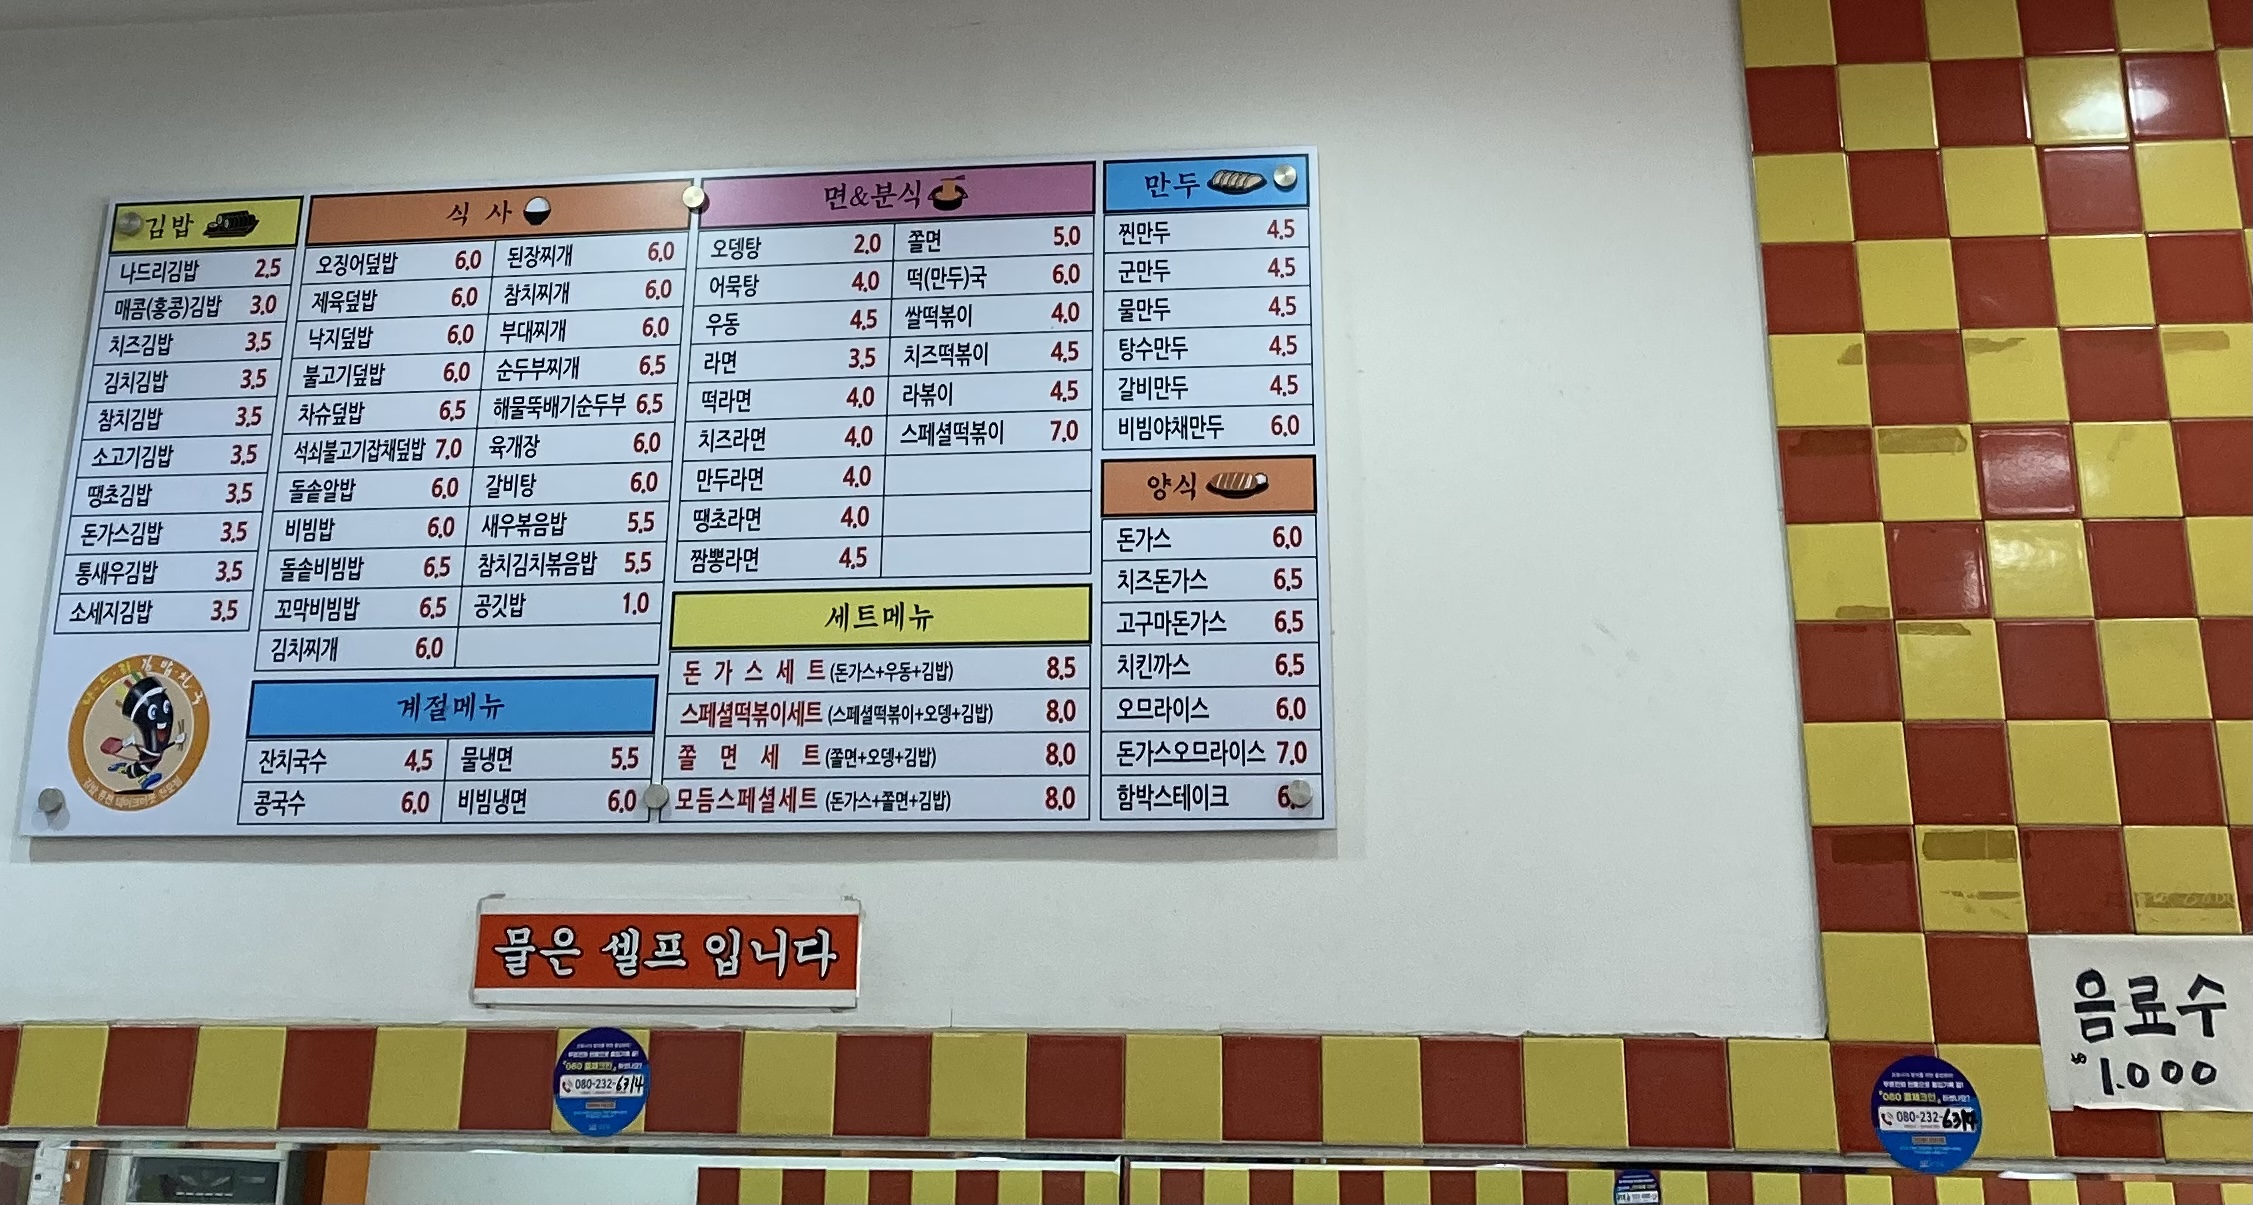 김밥
나드리김밥 2.5
매콤(홍콩)김밥 3.0
치즈김밥 3.5
김치김밥 3.5
참치김밥 3.5
소고기김밥 3.5
땡초김밥 3.5
돈가스김밥 3.5
통새우김밥 3.5
소세지김밥 3.5
식 사
오징어덮밥 6.0
제육덮밥 6.0
낙지덮밥 6.0
불고기덮밥 6.0
차슈덮밥 6.5
석쇠불고기잡채덮밥 7.0
돌솥알밥 6.0
비빔밥 6.0
돌솥비빔밥 6.5
꼬막비빔밥 6.5
김치찌개 6.0
된장찌개 6.0
참치찌개 6.0
부대찌개 6.0
순두부찌개 6.5
해물뚝배기순두부 6.5
육개장 6.0
갈비탕 6.0
새우볶음밥 5.5
참치김치볶음밥 5.5
공깃밥 1.0
계절메뉴
잔치국수 4.5
콩국수 6.0
물냉면 5.5
비빔냉면 6.0
면&분식
오뎅탕 2.0
어묵탕 4.0
우동 4.5
라면 3.5
떡라면 4.0
치즈라면 4.0
만두라면 4.0
땡초라면 4.0
짬뽕라면 4.5
쫄면 5.0
떡(만두)국 6.0
쌀떡볶이 4.0
치즈떡볶이 4.5
라볶이 4.5
스페셜떡볶이 7.0
세트메뉴
돈 가 스 세 트 (돈가스+우동+김밥) 8.5
스페셜떡볶이세트 (스페셜떡볶이+오뎅+김밥) 8.0
쫄 면 세 트 (쫄면+오뎅+김밥) 8.0
모듬스페셜세트 (돈가스+쫄면+김밥) 8.0
만두
찐만두 4.5
군만두 4.5
물만두 4.5
탕수만두 4.5
갈비만두 4.5
비빔야채만두 6.0
양식
돈가스 6.0
치즈돈가스 6.5
고구마돈가스 6.5
치킨까스 6.5
오므라이스 6.0
돈가스오므라이스 7.0
함박스테이크
나·드·리김밥천국
물은 셀프 입니다
080-232-6314
음료수
₩1.000
080-232-6314